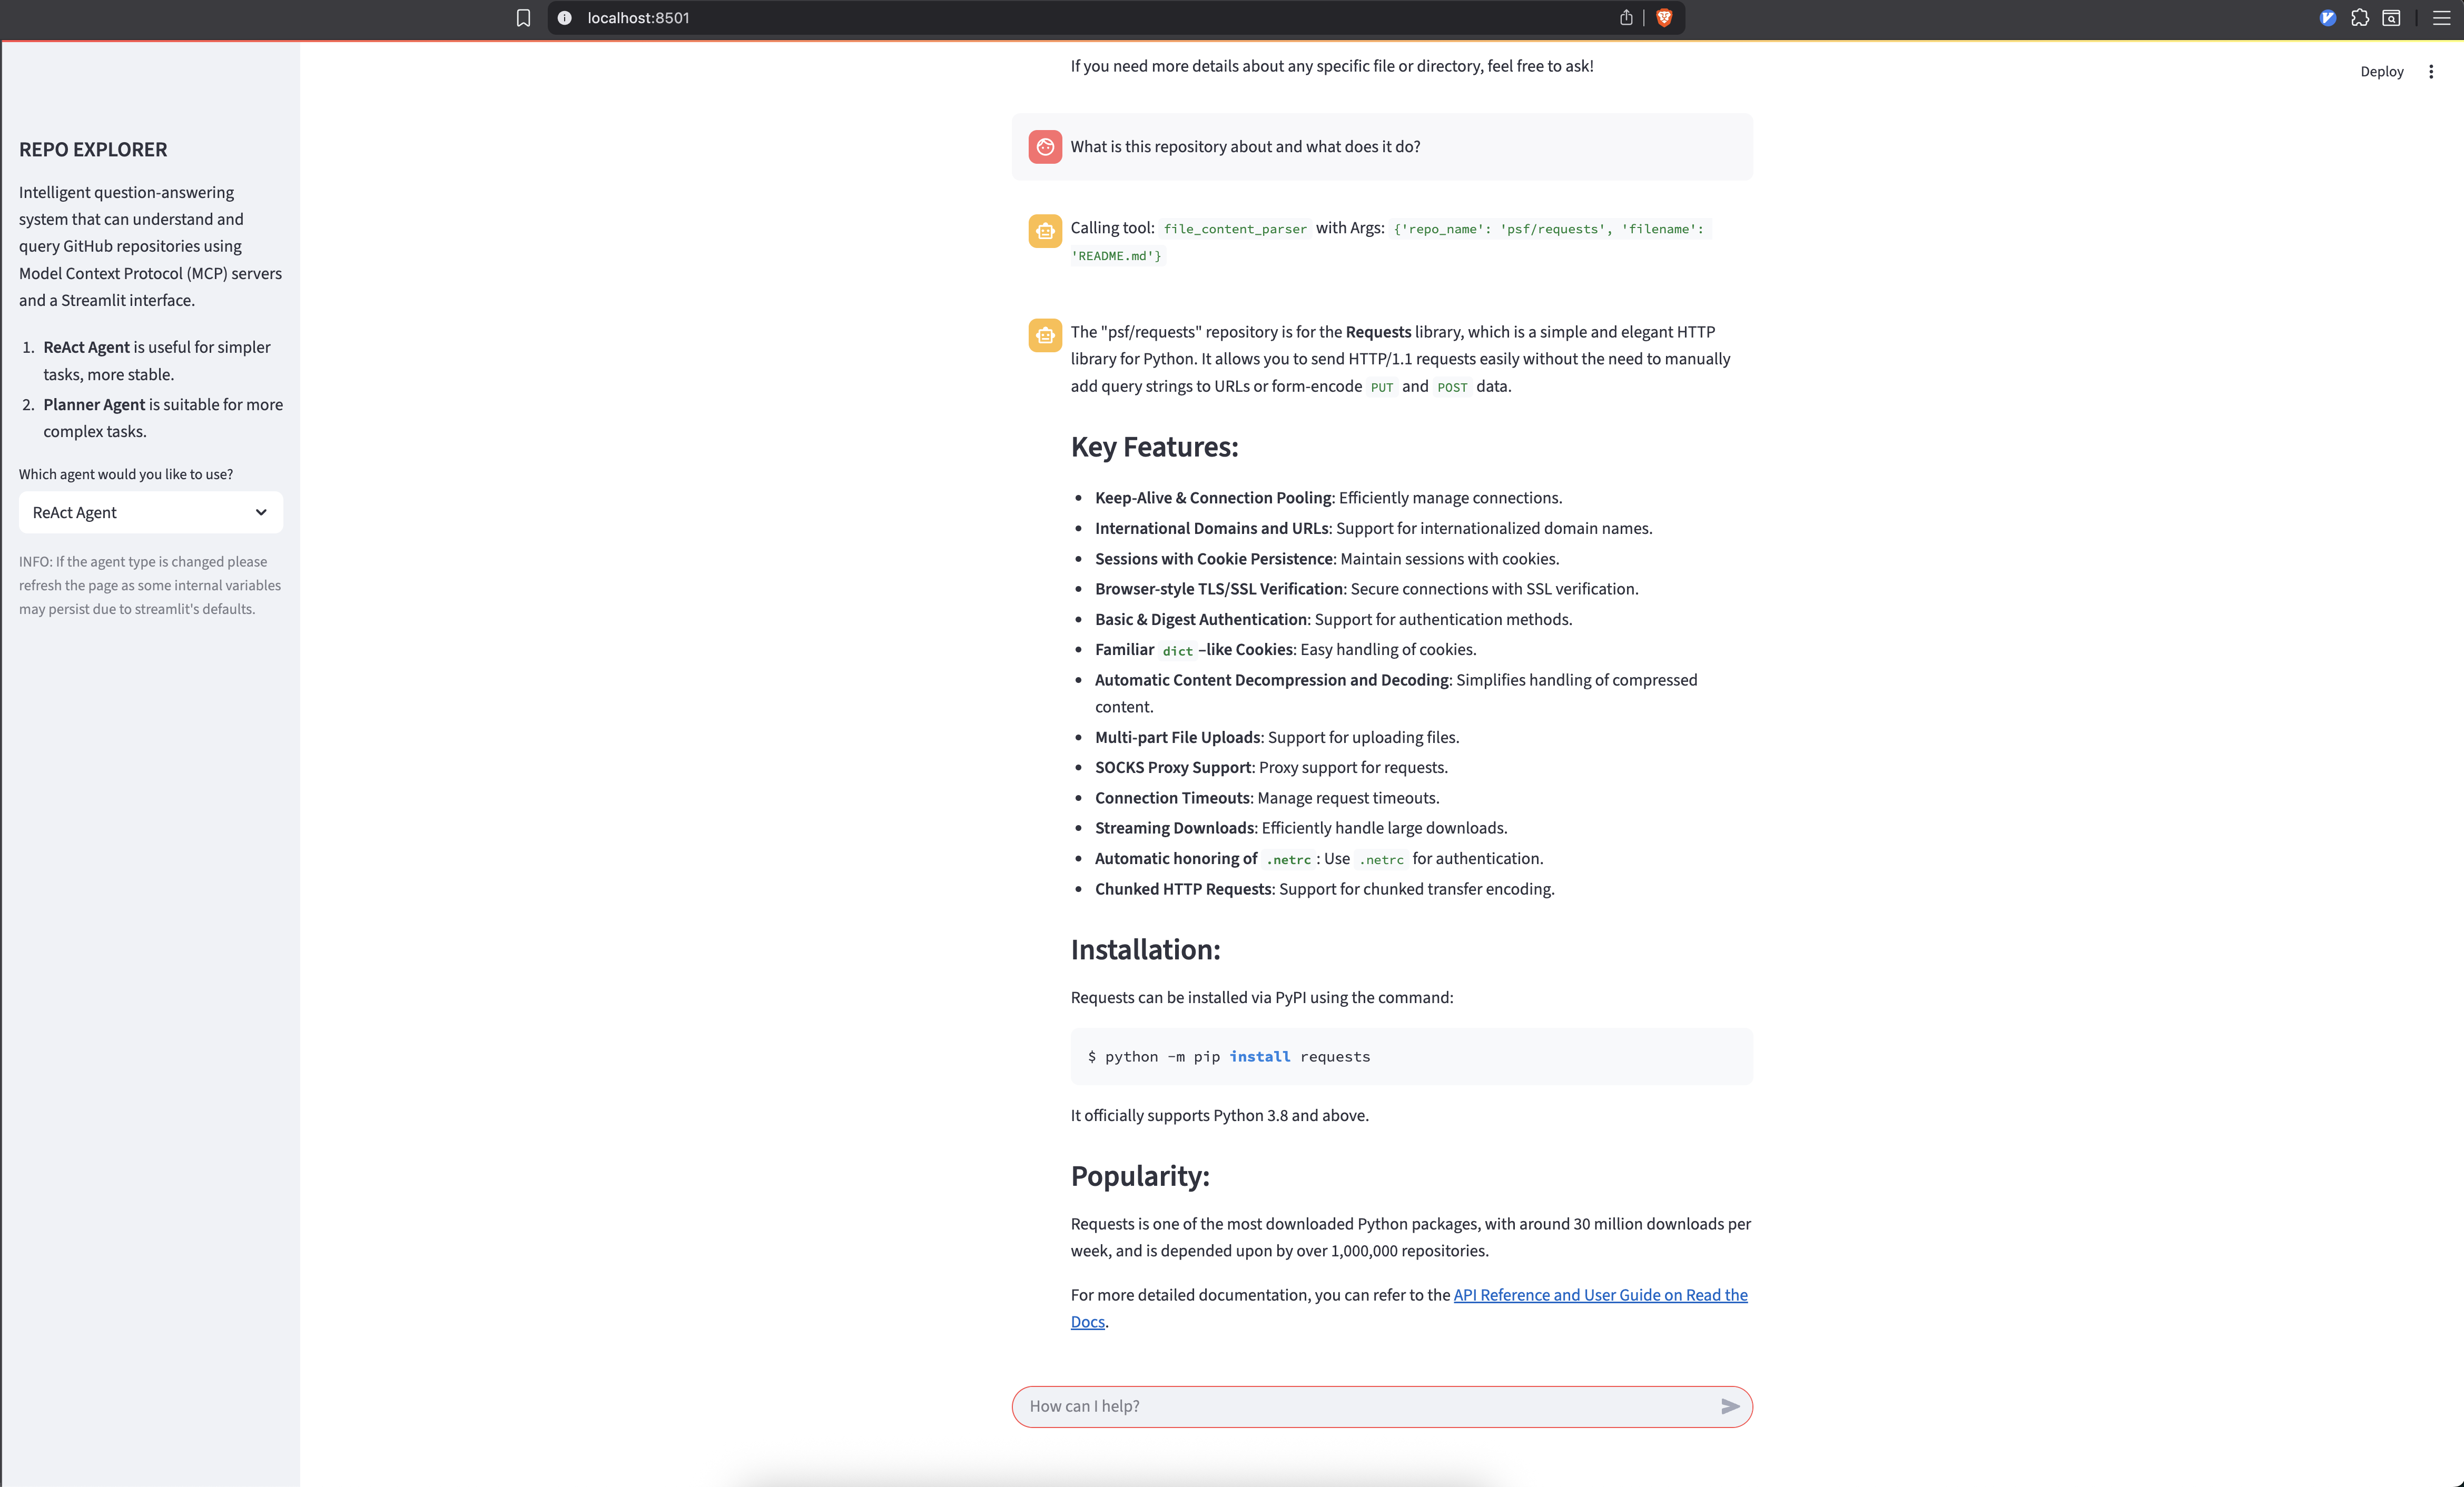 localhost:8501
Deploy
REPO EXPLORER
Intelligent question-answering
system that can understand and
query GitHub repositories using
Model Context Protocol (MCP) servers
and a Streamlit interface.
1. ReAct Agent is useful for simpler
tasks, more stable.
2. Planner Agent is suitable for more
complex tasks.
Which agent would you like to use?
ReAct Agent
INFO: If the agent type is changed please
refresh the page as some internal variables
may persist due to streamlit's defaults.
If you need more details about any specific file or directory, feel free to ask!
What is this repository about and what does it do?
Calling tool: file_content_parser with Args: {'repo_name': 'psf/requests', 'filename':
'README.md'}
The "psf/requests" repository is for the Requests library, which is a simple and elegant HTTP
library for Python. It allows you to send HTTP/1.1 requests easily without the need to manually
add query strings to URLs or form-encode PUT and POST data.
Key Features:
• Keep-Alive & Connection Pooling: Efficiently manage connections.
• International Domains and URLs: Support for internationalized domain names.
• Sessions with Cookie Persistence: Maintain sessions with cookies.
• Browser-style TLS/SSL Verification: Secure connections with SSL verification.
• Basic & Digest Authentication: Support for authentication methods.
• Familiar dict –like Cookies: Easy handling of cookies.
• Automatic Content Decompression and Decoding: Simplifies handling of compressed
content.
• Multi-part File Uploads: Support for uploading files.
• SOCKS Proxy Support: Proxy support for requests.
• Connection Timeouts: Manage request timeouts.
• Streaming Downloads: Efficiently handle large downloads.
• Automatic honoring of .netrc : Use .netrc for authentication.
• Chunked HTTP Requests: Support for chunked transfer encoding.
Installation:
Requests can be installed via PyPI using the command:
$ python -m pip install requests
It officially supports Python 3.8 and above.
Popularity:
Requests is one of the most downloaded Python packages, with around 30 million downloads per
week, and is depended upon by over 1,000,000 repositories.
For more detailed documentation, you can refer to the API Reference and User Guide on Read the
Docs.
How can I help?